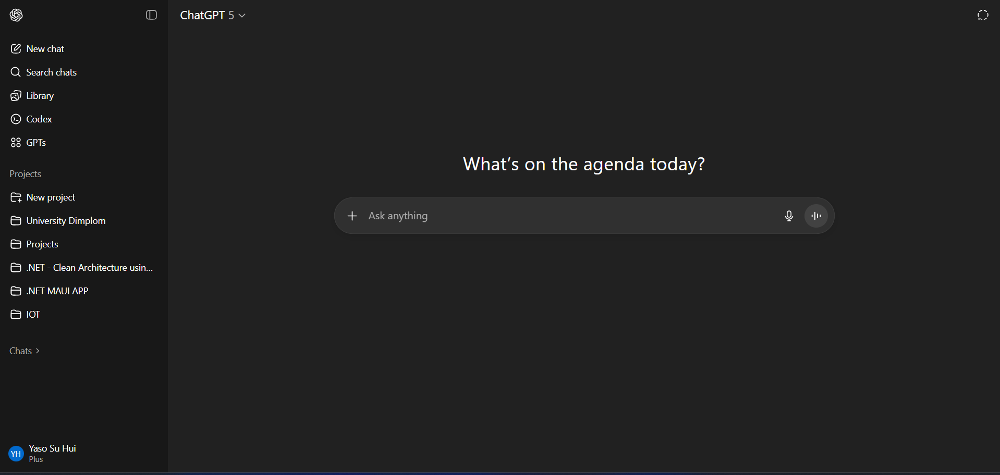 ChatGPT 5
New chat
Search chats
Library
Codex
GPTs
Projects
New project
University Dimplom
Projects
.NET - Clean Architecture usin...
.NET MAUI APP
IOT
Chats
YH
Yaso Su Hui
Plus
What’s on the agenda today?
Ask anything